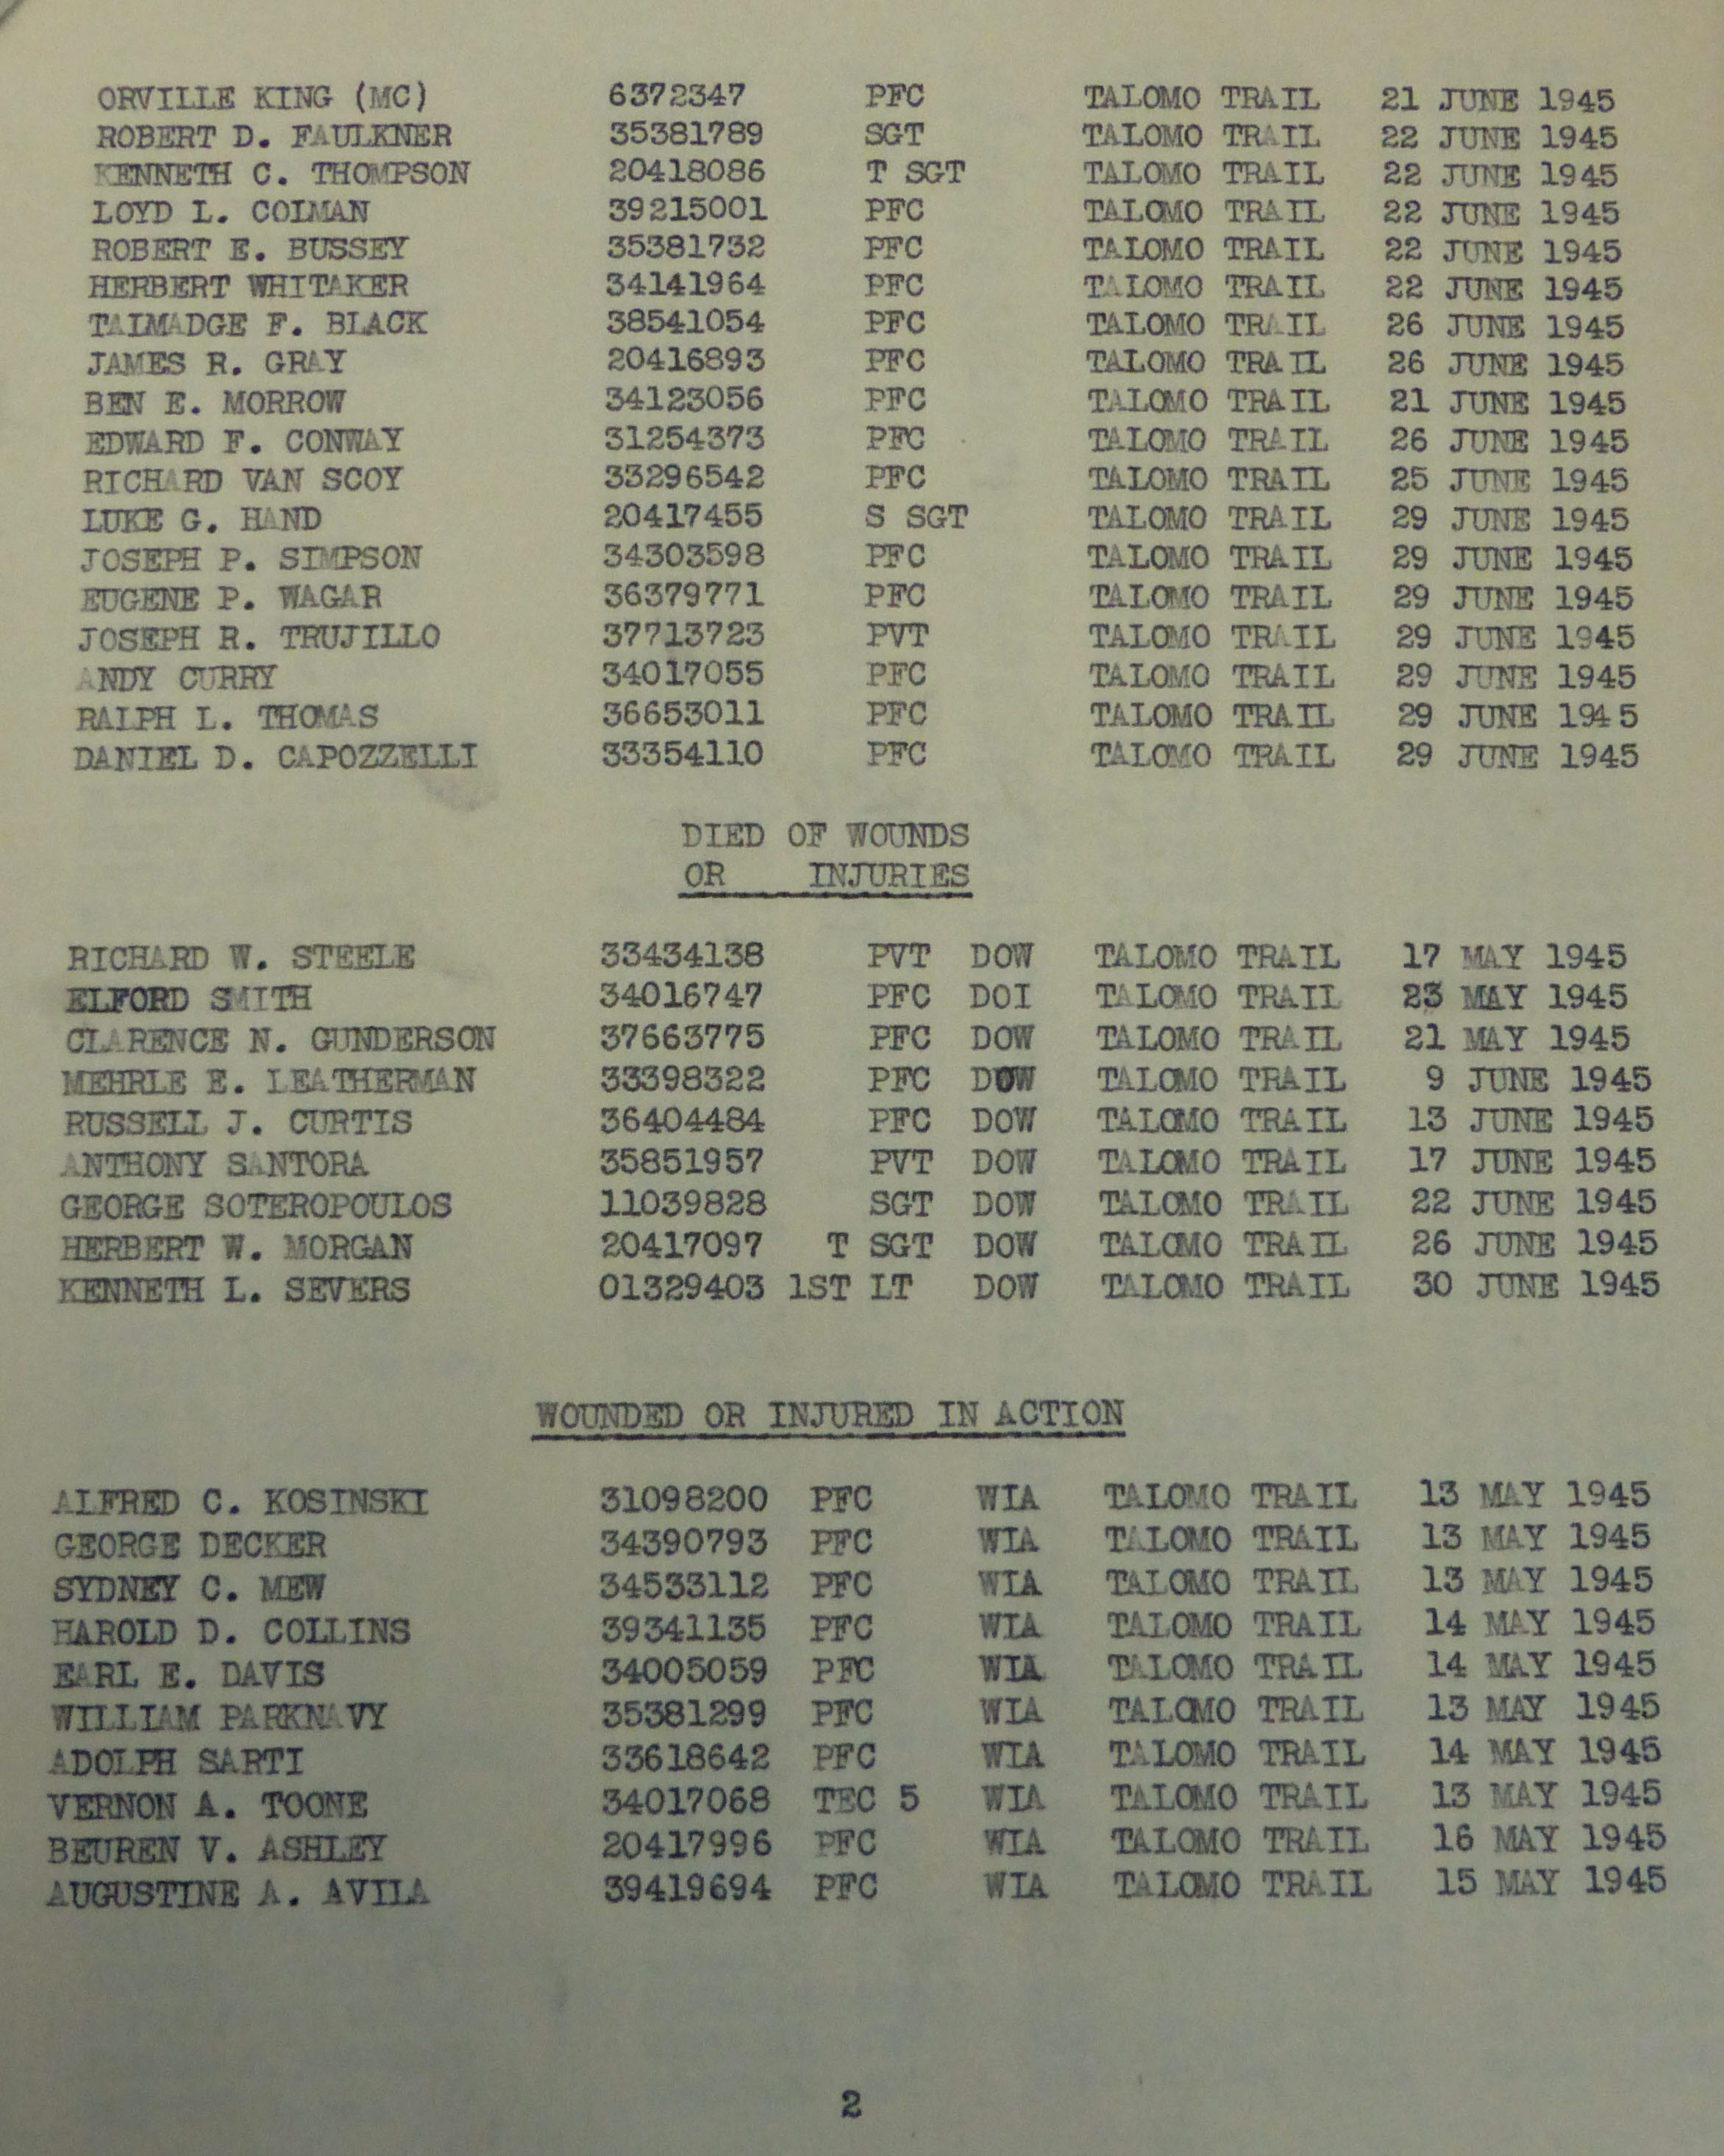 ORVILLE KING (MC) 6372347 PFC TALOMO TRAIL 21 JUNE 1945
ROBERT D. FAULKNER 35381789 SGT TALOMO TRAIL 22 JUNE 1945
KENNETH C. THOMPSON 20418086 T SGT TALOMO TRAIL 22 JUNE 1945
LOYD L. COLMAN 39215001 PFC TALOMO TRAIL 22 JUNE 1945
ROBERT E. BUSSEY 35381732 PFC TALOMO TRAIL 22 JUNE 1945
HERBERT WHITAKER 34141964 PFC TALOMO TRAIL 22 JUNE 1945
TALMADGE F. BLACK 38541054 PFC TALOMO TRAIL 26 JUNE 1945
JAMES R. GRAY 20416893 PFC TALOMO TRAIL 26 JUNE 1945
BEN E. MORROW 34123056 PFC TALOMO TRAIL 21 JUNE 1945
EDWARD F. CONWAY 31254373 PFC TALOMO TRAIL 26 JUNE 1945
RICHARD VAN SCOY 33296542 PFC TALOMO TRAIL 25 JUNE 1945
LUKE G. HAND 20417455 S SGT TALOMO TRAIL 29 JUNE 1945
JOSEPH P. SIMPSON 34303598 PFC TALOMO TRAIL 29 JUNE 1945
EUGENE P. WAGAR 36379771 PFC TALOMO TRAIL 29 JUNE 1945
JOSEPH R. TRUJILLO 37713723 PVT TALOMO TRAIL 29 JUNE 1945
ANDY CURRY 34017055 PFC TALOMO TRAIL 29 JUNE 1945
RALPH L. THOMAS 36653011 PFC TALOMO TRAIL 29 JUNE 1945
DANIEL D. CAPOZZELLI 33354110 PFC TALOMO TRAIL 29 JUNE 1945
DIED OF WOUNDS
OR INJURIES
RICHARD W. STEELE 33434138 PVT DOW TALOMO TRAIL 17 MAY 1945
ELFORD SMITH 34016747 PFC DOI TALOMO TRAIL 23 MAY 1945
CLARENCE N. GUNDERSON 37663775 PFC DOW TALOMO TRAIL 21 MAY 1945
MEHRLE E. LEATHERMAN 33398322 PFC DOW TALOMO TRAIL 9 JUNE 1945
RUSSELL J. CURTIS 36404484 PFC DOW TALOMO TRAIL 13 JUNE 1945
ANTHONY SANTORA 35851957 PVT DOW TALOMO TRAIL 17 JUNE 1945
GEORGE SOTEROPOULOS 11039828 SGT DOW TALOMO TRAIL 22 JUNE 1945
HERBERT W. MORGAN 20417097 T SGT DOW TALOMO TRAIL 26 JUNE 1945
KENNETH L. SEVERS 01329403 1ST LT DOW TALOMO TRAIL 30 JUNE 1945
WOUNDED OR INJURED IN ACTION
ALFRED C. KOSINSKI 31098200 PFC WIA TALOMO TRAIL 13 MAY 1945
GEORGE DECKER 34390793 PFC WIA TALOMO TRAIL 13 MAY 1945
SYDNEY C. MEW 34533112 PFC WIA TALOMO TRAIL 13 MAY 1945
HAROLD D. COLLINS 39341135 PFC WIA TALOMO TRAIL 14 MAY 1945
EARL E. DAVIS 34005059 PFC WIA TALOMO TRAIL 14 MAY 1945
WILLIAM PARKNAVY 35381299 PFC WIA TALOMO TRAIL 13 MAY 1945
ADOLPH SARTI 33618642 PFC WIA TALOMO TRAIL 14 MAY 1945
VERNON A. TOONE 34017068 TEC 5 WIA TALOMO TRAIL 13 MAY 1945
BEUREN V. ASHLEY 20417996 PFC WIA TALOMO TRAIL 16 MAY 1945
AUGUSTINE A. AVILA 39419694 PFC WIA TALOMO TRAIL 15 MAY 1945
2